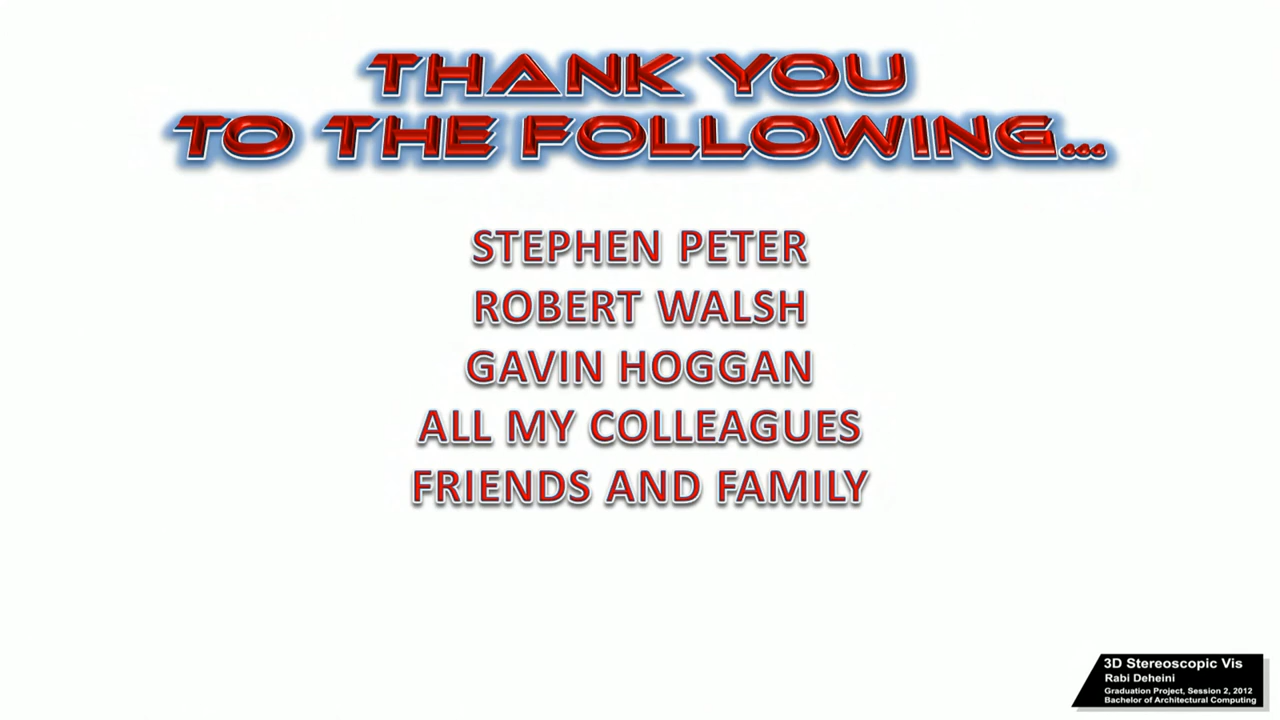 THANK YOU
TO THE FOLLOWING...
STEPHEN PETER
ROBERT WALSH
GAVIN HOGGAN
ALL MY COLLEAGUES
FRIENDS AND FAMILY
3D Stereoscopic Vis
Rabi Deheini
Graduation Project, Session 2, 2012
Bachelor of Architectural Computing